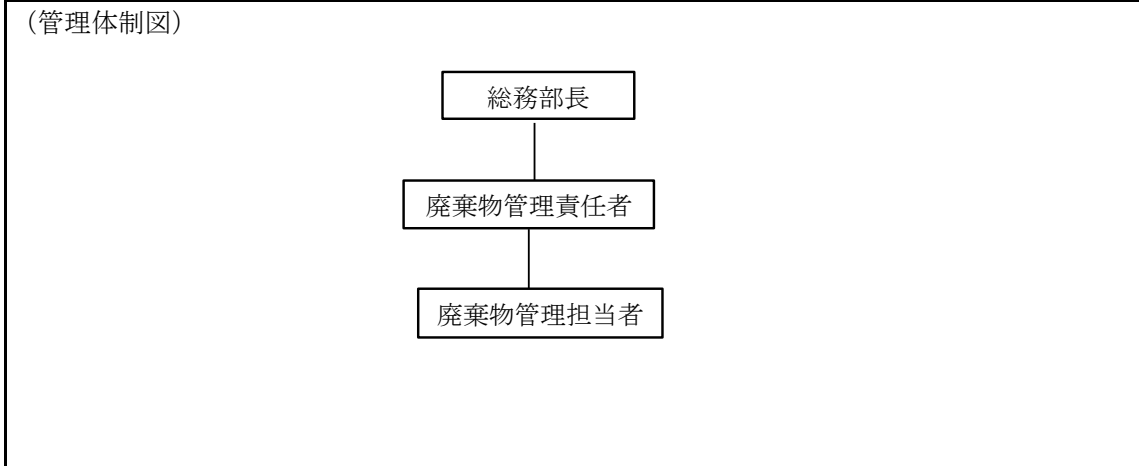 （管理体制図）
総務部長
廃棄物管理責任者
廃棄物管理担当者